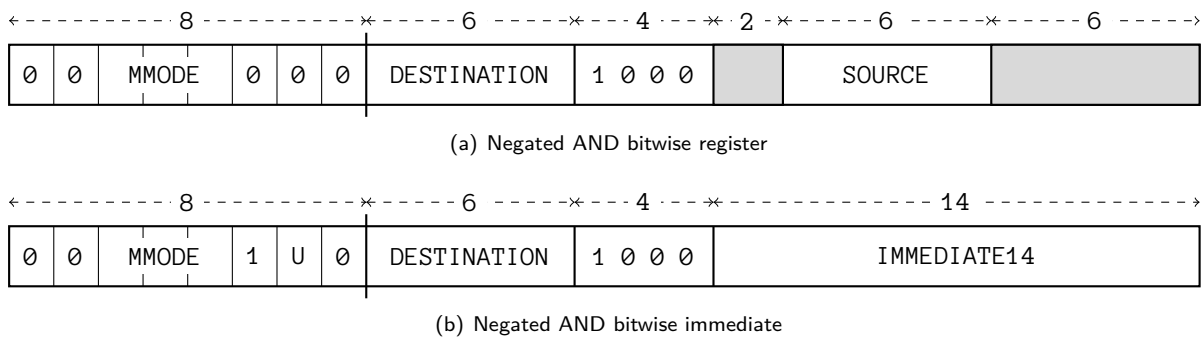 8 6 4 2 6 6
0 0 MMODE 0 0 0 DESTINATION 1 0 0 0 SOURCE
(a) Negated AND bitwise register
8 6 4 14
0 0 MMODE 1 U 0 DESTINATION 1 0 0 0 IMMEDIATE14
(b) Negated AND bitwise immediate